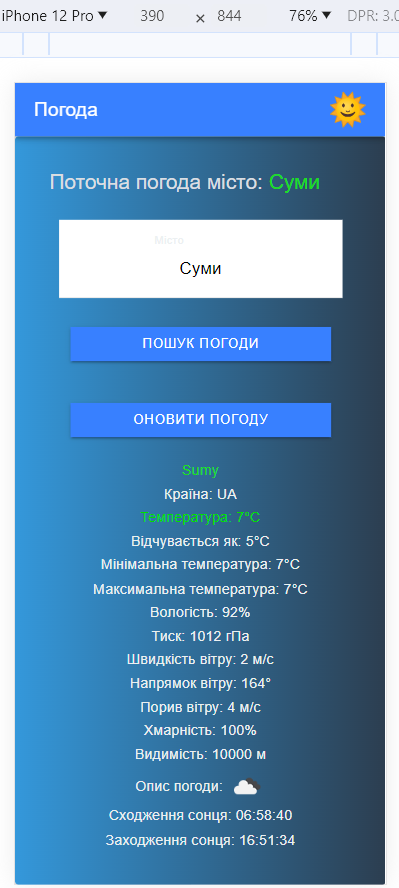 iPhone 12 Pro ▼ 390 × 844 76% ▼ DPR: 3.0
Погода
Поточна погода місто: Суми
Місто
Суми
ПОШУК ПОГОДИ
ОНОВИТИ ПОГОДУ
Sumy
Країна: UA
Температура: 7°C
Відчувається як: 5°C
Мінімальна температура: 7°C
Максимальна температура: 7°C
Вологість: 92%
Тиск: 1012 гПа
Швидкість вітру: 2 м/с
Напрямок вітру: 164°
Порив вітру: 4 м/с
Хмарність: 100%
Видимість: 10000 м
Опис погоди:
Сходження сонця: 06:58:40
Заходження сонця: 16:51:34